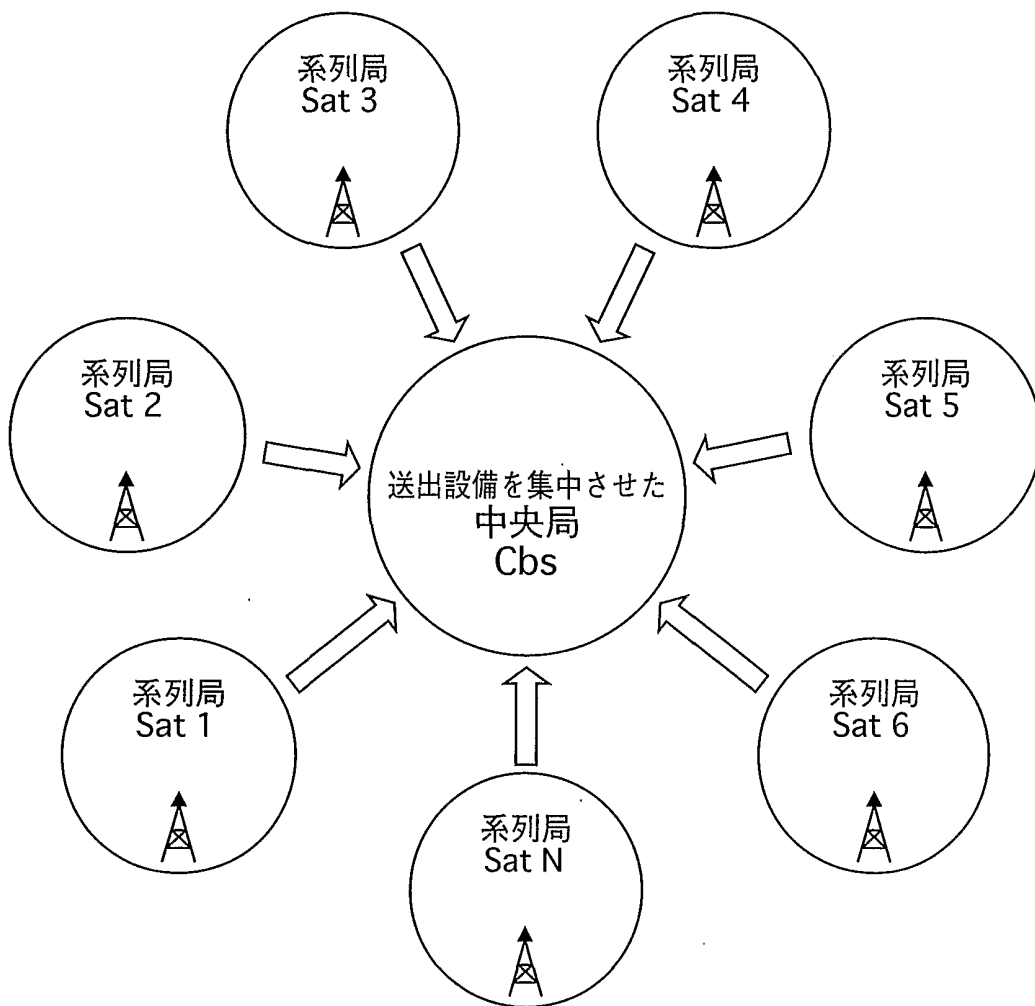 系列局
Sat 3
系列局
Sat 4
系列局
Sat 2
系列局
Sat 5
送出設備を集中させた
中央局
Cbs
系列局
Sat 1
系列局
Sat 6
系列局
Sat N